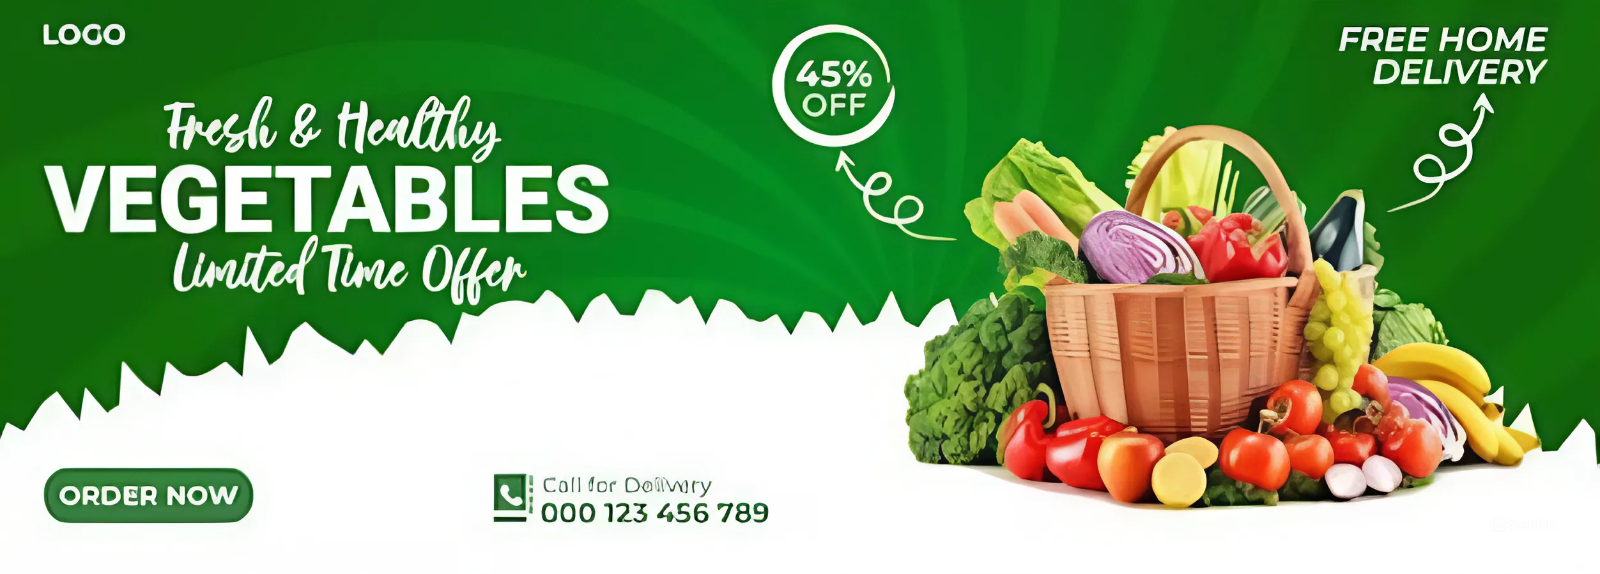 LOGO
45%
OFF
FREE HOME
DELIVERY
Fresh & Healthy
VEGETABLES
Limited Time Offer
ORDER NOW
Call for Delivery
000 123 456 789